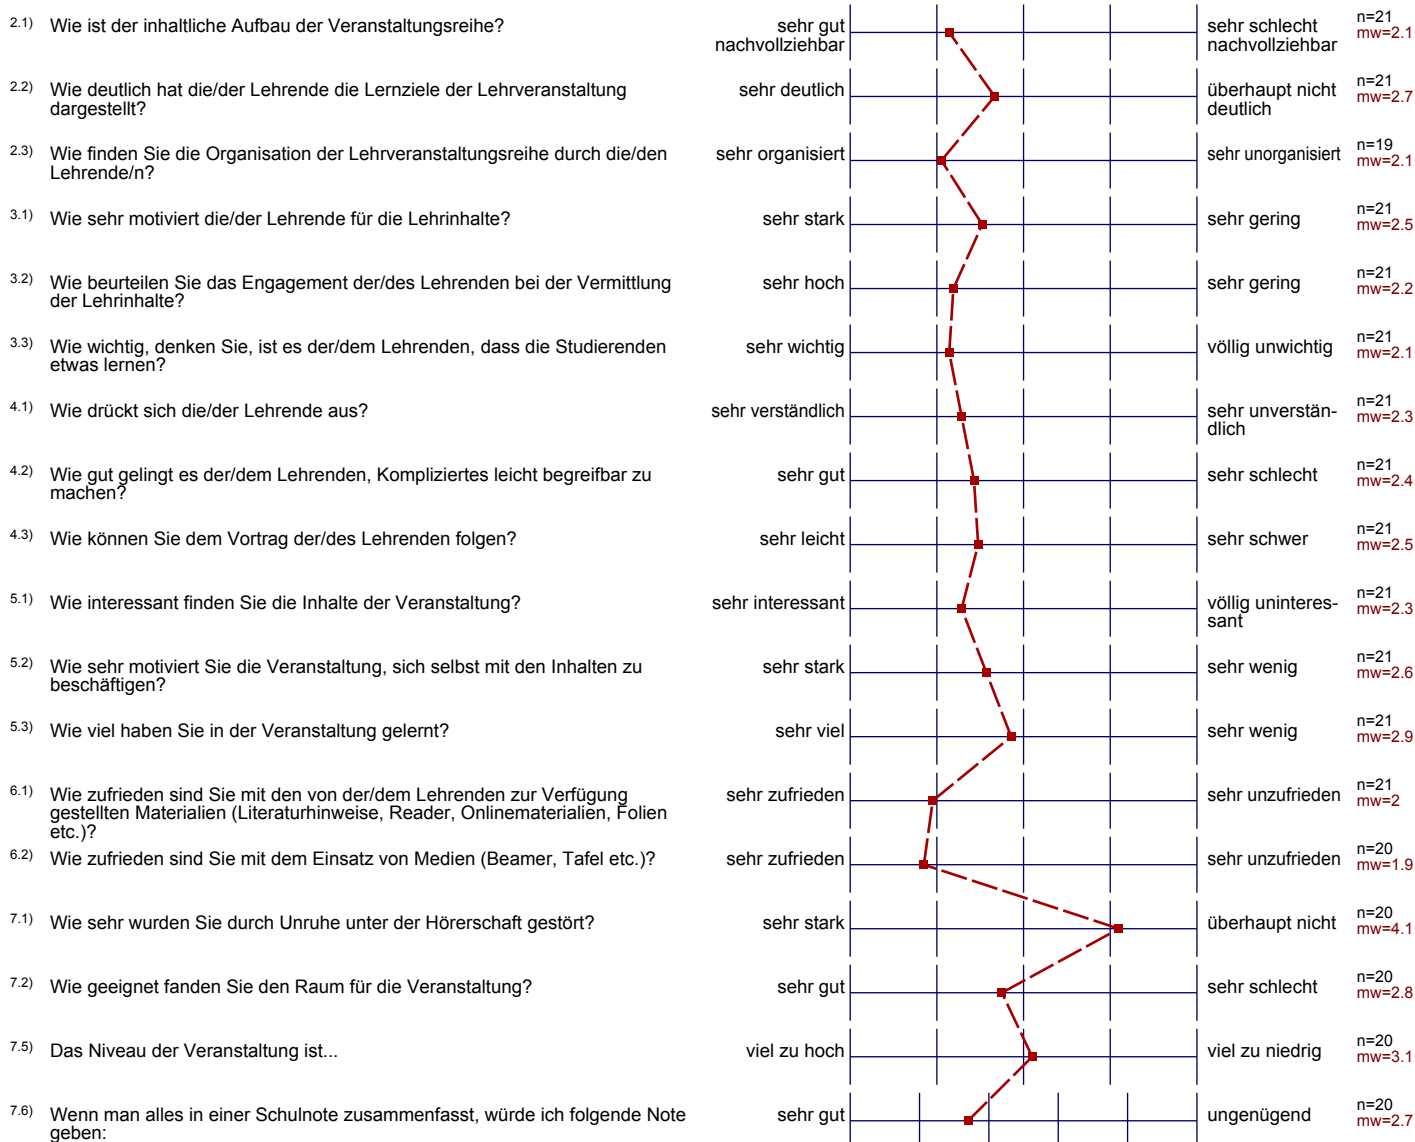 2.1) Wie ist der inhaltliche Aufbau der Veranstaltungsreihe? sehr gut nachvollziehbar sehr schlecht nachvollziehbar n=21 mw=2.1
2.2) Wie deutlich hat die/der Lehrende die Lernziele der Lehrveranstaltung
dargestellt? sehr deutlich überhaupt nicht deutlich n=21 mw=2.7
2.3) Wie finden Sie die Organisation der Lehrveranstaltungsreihe durch die/den
Lehrende/n? sehr organisiert sehr unorganisiert n=19 mw=2.1
3.1) Wie sehr motiviert die/der Lehrende für die Lehrinhalte? sehr stark sehr gering n=21 mw=2.5
3.2) Wie beurteilen Sie das Engagement der/des Lehrenden bei der Vermittlung
der Lehrinhalte? sehr hoch sehr gering n=21 mw=2.2
3.3) Wie wichtig, denken Sie, ist es der/dem Lehrenden, dass die Studierenden
etwas lernen? sehr wichtig völlig unwichtig n=21 mw=2.1
4.1) Wie drückt sich die/der Lehrende aus? sehr verständlich sehr unverstän-
dlich n=21 mw=2.3
4.2) Wie gut gelingt es der/dem Lehrenden, Kompliziertes leicht begreifbar zu
machen? sehr gut sehr schlecht n=21 mw=2.4
4.3) Wie können Sie dem Vortrag der/des Lehrenden folgen? sehr leicht sehr schwer n=21 mw=2.5
5.1) Wie interessant finden Sie die Inhalte der Veranstaltung? sehr interessant völlig uninteres-
sant n=21 mw=2.3
5.2) Wie sehr motiviert Sie die Veranstaltung, sich selbst mit den Inhalten zu
beschäftigen? sehr stark sehr wenig n=21 mw=2.6
5.3) Wie viel haben Sie in der Veranstaltung gelernt? sehr viel sehr wenig n=21 mw=2.9
6.1) Wie zufrieden sind Sie mit den von der/dem Lehrenden zur Verfügung
gestellten Materialien (Literaturhinweise, Reader, Onlinematerialien, Folien
etc.)? sehr zufrieden sehr unzufrieden n=21 mw=2
6.2) Wie zufrieden sind Sie mit dem Einsatz von Medien (Beamer, Tafel etc.)? sehr zufrieden sehr unzufrieden n=20 mw=1.9
7.1) Wie sehr wurden Sie durch Unruhe unter der Hörerschaft gestört? sehr stark überhaupt nicht n=20 mw=4.1
7.2) Wie geeignet fanden Sie den Raum für die Veranstaltung? sehr gut sehr schlecht n=20 mw=2.8
7.5) Das Niveau der Veranstaltung ist... viel zu hoch viel zu niedrig n=20 mw=3.1
7.6) Wenn man alles in einer Schulnote zusammenfasst, würde ich folgende Note
geben: sehr gut ungenügend n=20 mw=2.7